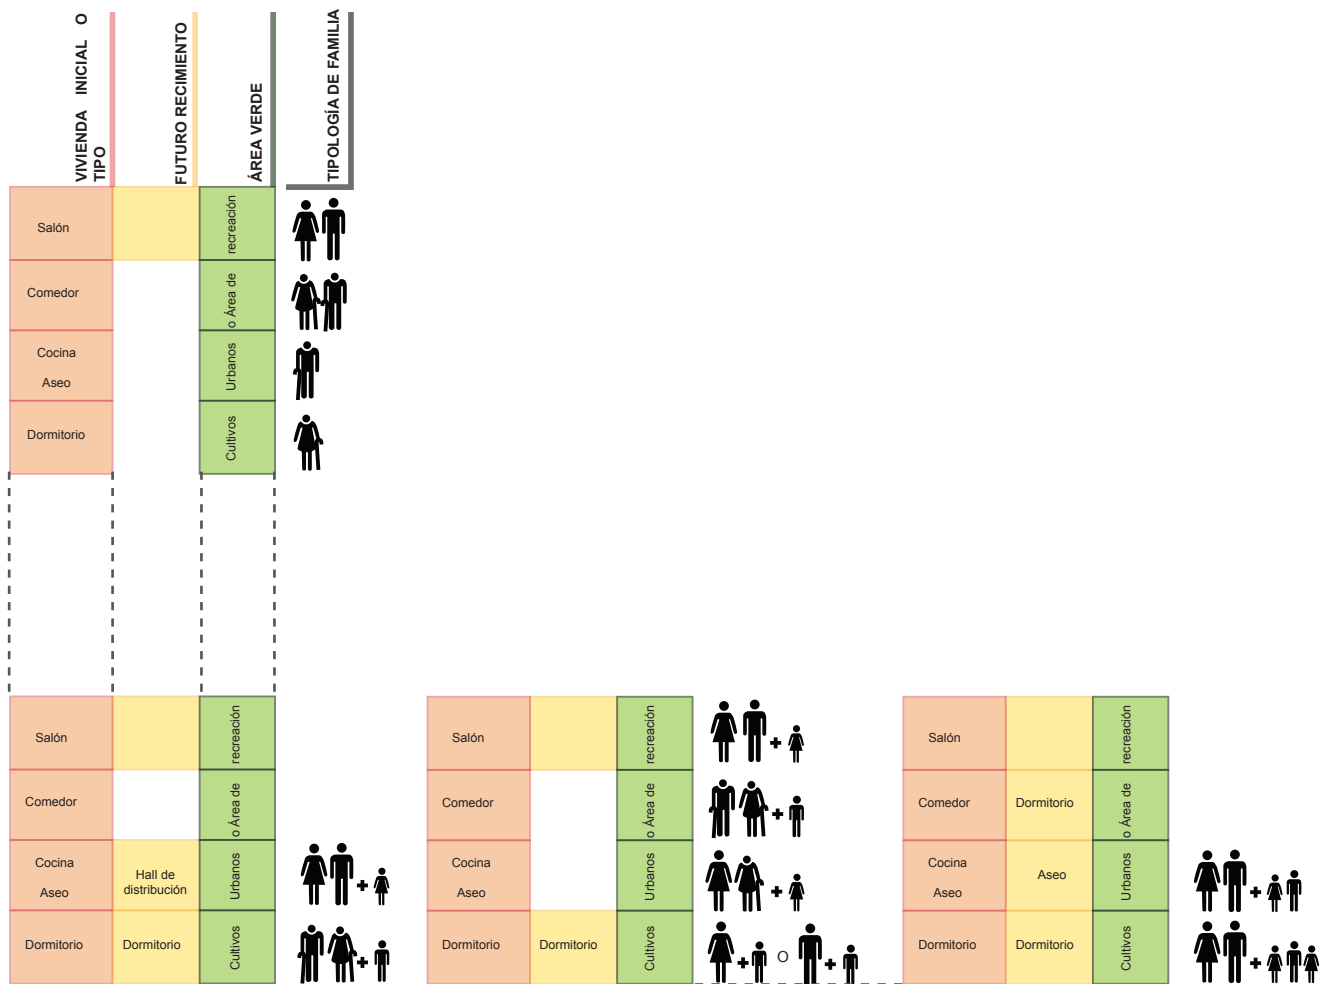 VIVIENDA INICIAL O
TIPO
FUTURO RECIMIENTO
ÁREA VERDE
TIPOLOGÍA DE FAMILIA
Salón
Comedor
Cocina
Aseo
Dormitorio
Cultivos
Urbanos
o Área de
recreación
Salón
Comedor
Cocina
Aseo
Dormitorio
Hall de
distribución
Dormitorio
Cultivos
Urbanos
o Área de
recreación
+
+
Salón
Comedor
Cocina
Aseo
Dormitorio
Dormitorio
Cultivos
Urbanos
o Área de
recreación
+
+
+
+ O +
Salón
Comedor
Cocina
Aseo
Dormitorio
Dormitorio
Aseo
Dormitorio
Cultivos
Urbanos
o Área de
recreación
+
+